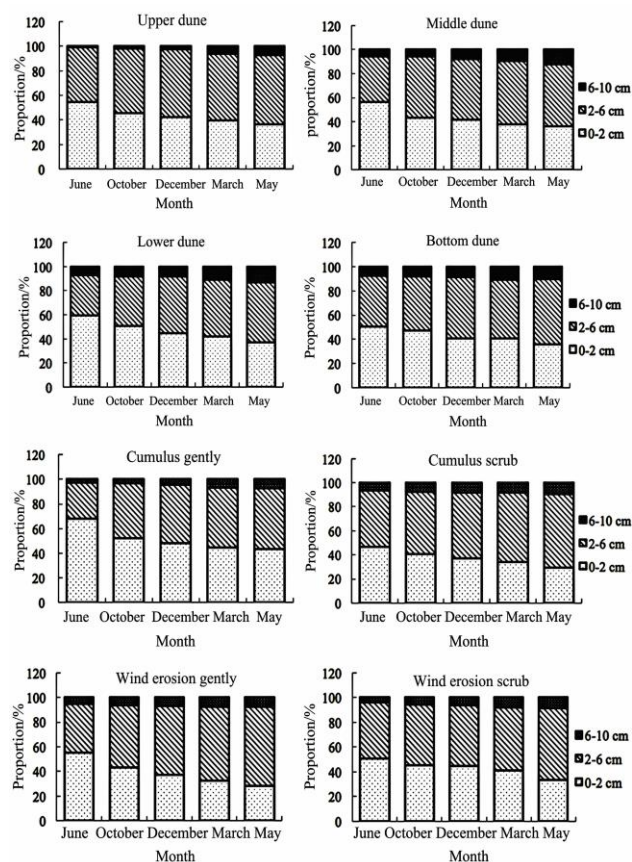 Upper dune
Proportion/%
120
100
80
60
40
20
0
June October December March May
Month
Middle dune
proportion/%
120
100
80
60
40
20
0
June October December March May
Month
6-10 cm
2-6 cm
0-2 cm
Lower dune
Proportion/%
120
100
80
60
40
20
0
June October December March May
Month
Bottom dune
Proportion/%
120
100
80
60
40
20
0
June October December March May
Month
6-10 cm
2-6 cm
0-2 cm
Cumulus gently
Proportion/%
120
100
80
60
40
20
0
June October December March May
Month
Cumulus scrub
Proportion/%
120
100
80
60
40
20
0
June October December March May
Month
6-10 cm
2-6 cm
0-2 cm
Wind erosion gently
Proportion/%
120
100
80
60
40
20
0
June October December March May
Month
Wind erosion scrub
Proportion/%
120
100
80
60
40
20
0
June October December March May
Month
6-10 cm
2-6 cm
0-2 cm